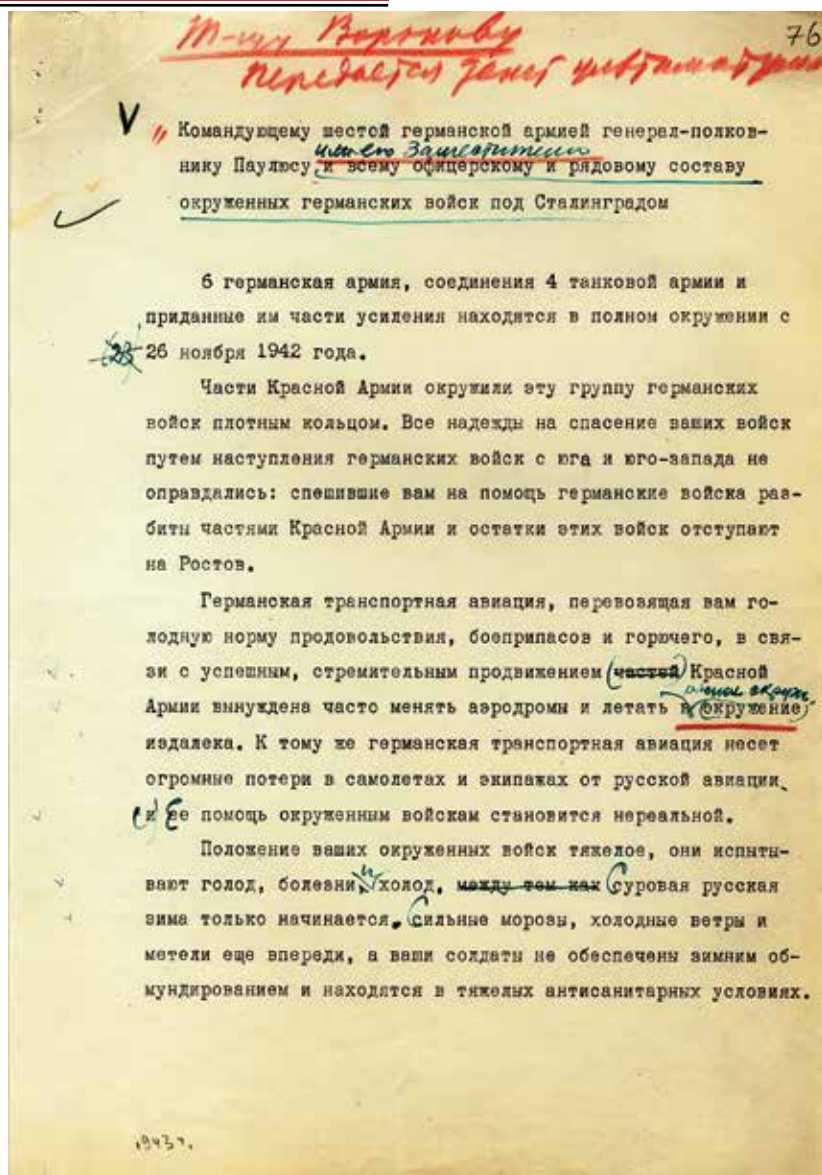 76
Т-щу Воронову
передается текст ультиматума
V " Командующему шестой германской армией генерал-полков-
или его Заместителю
нику Паулюсу, и всему офицерскому и рядовому составу
окруженных германских войск под Сталинградом
6 германская армия, соединения 4 танковой армии и
приданные им части усиления находятся в полном окружении с
23 26 ноября 1942 года.
Части Красной Армии окружили эту группу германских
войск плотным кольцом. Все надежды на спасение ваших войск
путем наступления германских войск с юга и юго-запада не
оправдались: спешившие вам на помощь германские войска раз-
биты частями Красной Армии и остатки этих войск отступают
на Ростов.
Германская транспортная авиация, перевозящая вам го-
лодную норму продовольствия, боеприпасов и горючего, в свя-
зи с успешным, стремительным продвижением (частей) Красной
Армии вынуждена часто менять аэродромы и летать в окружение
издалека. К тому же германская транспортная авиация несет
огромные потери в самолетах и экипажах от русской авиации.
(и) Ее помощь окруженным войскам становится нереальной.
Положение ваших окруженных войск тяжелое, они испыты-
вают голод, болезни, и холод, между тем как Суровая русская
зима только начинается. Сильные морозы, холодные ветры и
метели еще впереди, а ваши солдаты не обеспечены зимним об-
мундированием и находятся в тяжелых антисанитарных условиях.
1943 г.